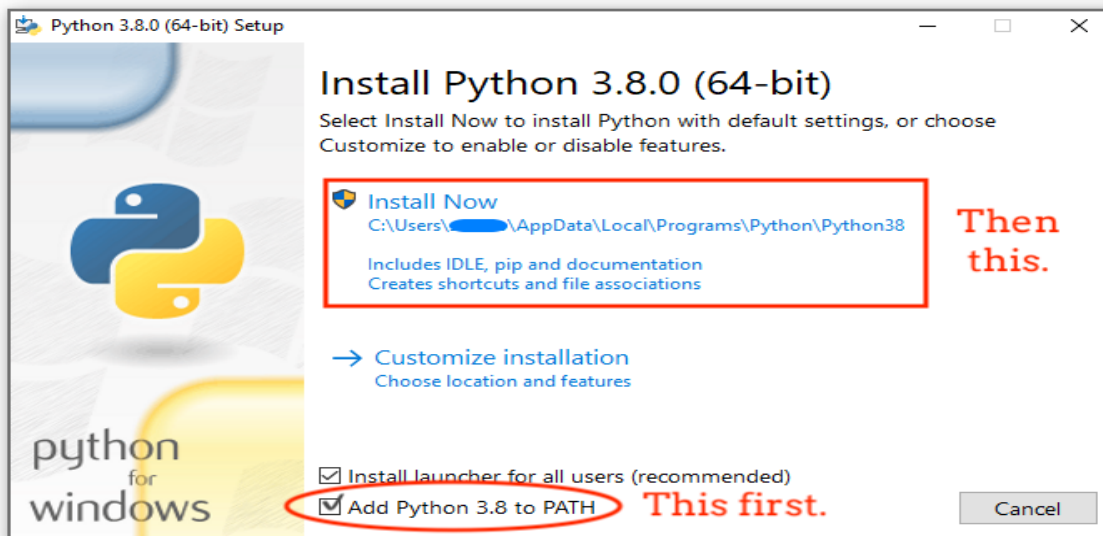 Python 3.8.0 (64-bit) Setup
Install Python 3.8.0 (64-bit)
Select Install Now to install Python with default settings, or choose
Customize to enable or disable features.
Install Now
C:\Users\ \AppData\Local\Programs\Python\Python38
Includes IDLE, pip and documentation
Creates shortcuts and file associations
Then
this.
Customize installation
Choose location and features
python
for
windows
Install launcher for all users (recommended)
Add Python 3.8 to PATH
This first.
Cancel